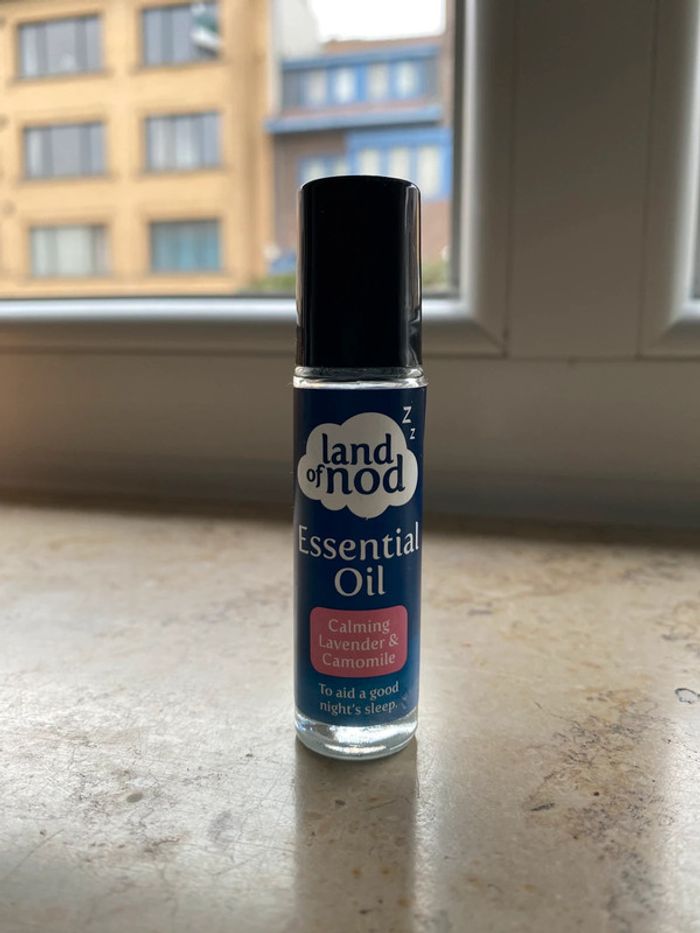 z
z
land
of nod
Essential
Oil
Calming
Lavender &
Camomile
To aid a good
night's sleep.